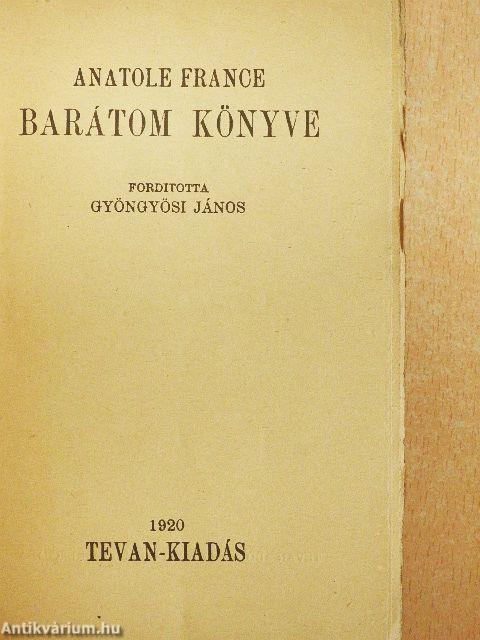 ANATOLE FRANCE
BARÁTOM KÖNYVE
FORDITOTTA
GYÖNGYÖSI JÁNOS
1920
TEVAN-KIADÁS
Antikvárium.hu